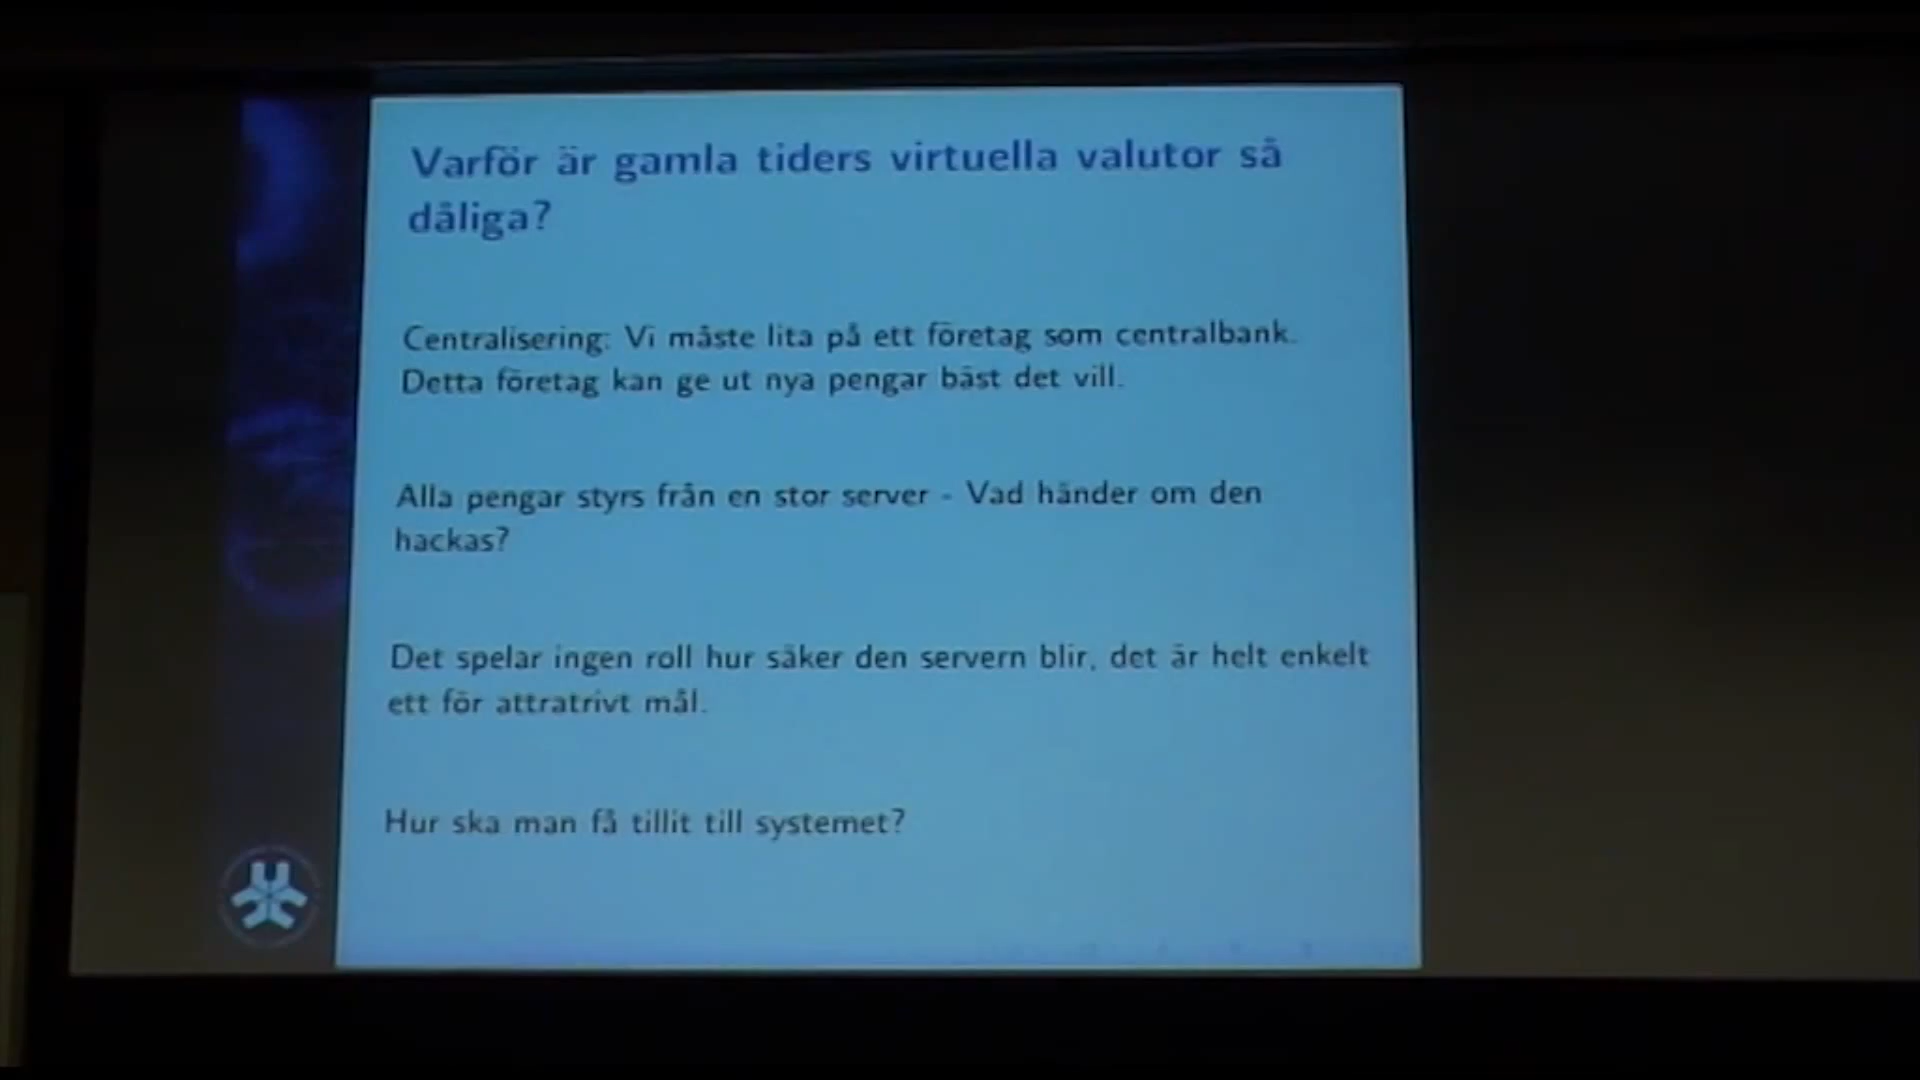 Varför är gamla tiders virtuella valutor så
dåliga?
Centralisering: Vi måste lita på ett företag som centralbank.
Detta företag kan ge ut nya pengar bäst det vill.
Alla pengar styrs från en stor server - Vad händer om den
hackas?
Det spelar ingen roll hur säker den servern blir, det är helt enkelt
ett för attratrivt mål.
Hur ska man få tillit till systemet?